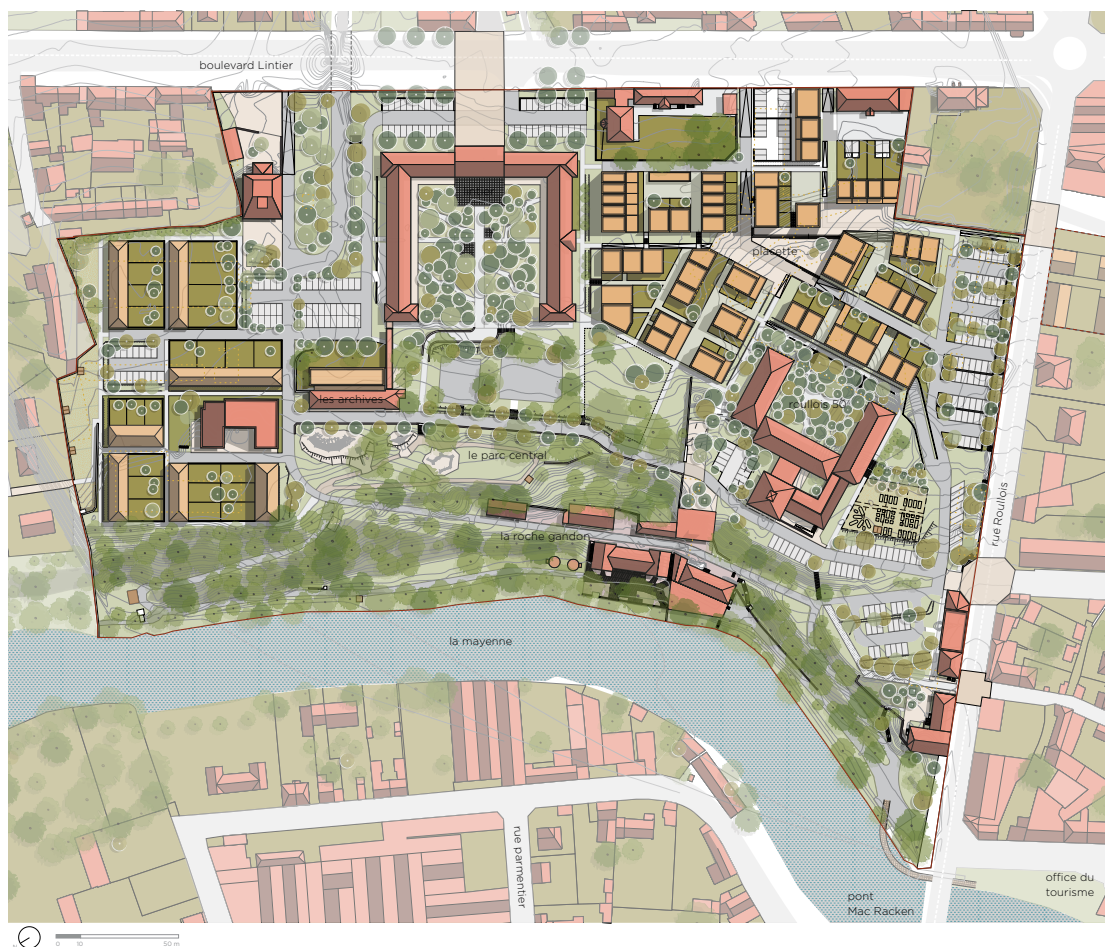 boulevard Lintier
placette
les archives
roullois 50
le parc central
rue Roullois
la roche gandon
la mayenne
rue parmentier
office du
tourisme
pont
Mac Racken
0 10 50 m